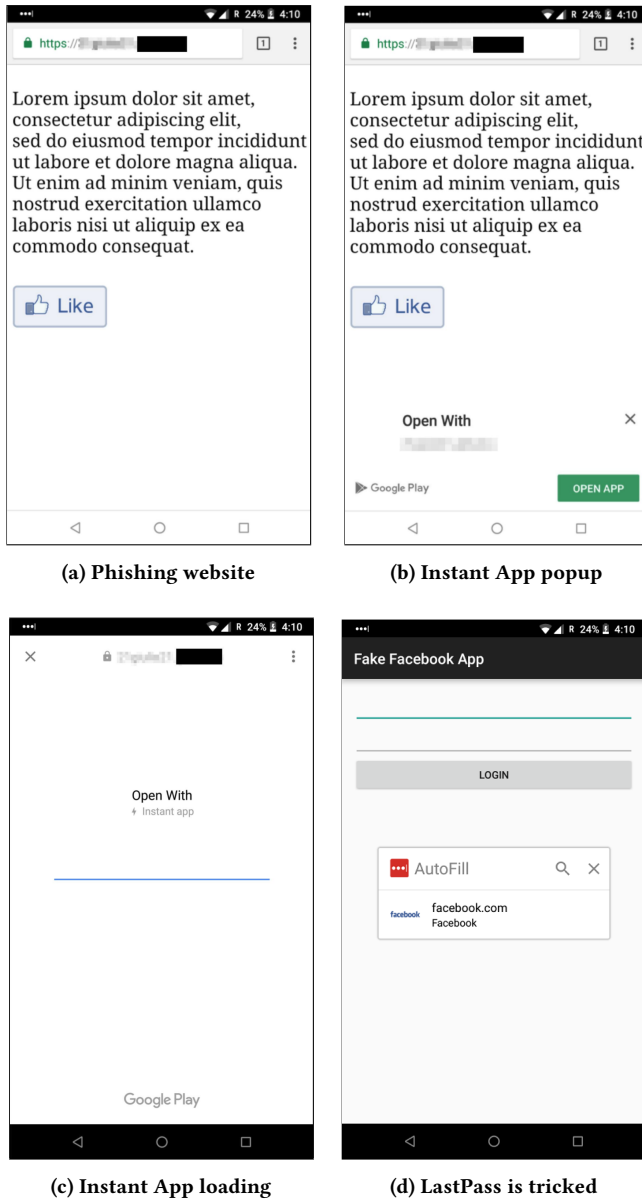 R 24% 4:10
https://
1
Lorem ipsum dolor sit amet,
consectetur adipiscing elit,
sed do eiusmod tempor incididunt
ut labore et dolore magna aliqua.
Ut enim ad minim veniam, quis
nostrud exercitation ullamco
laboris nisi ut aliquip ex ea
commodo consequat.
Like
(a) Phishing website
R 24% 4:10
https://
1
Lorem ipsum dolor sit amet,
consectetur adipiscing elit,
sed do eiusmod tempor incididunt
ut labore et dolore magna aliqua.
Ut enim ad minim veniam, quis
nostrud exercitation ullamco
laboris nisi ut aliquip ex ea
commodo consequat.
Like
Open With
Google Play
OPEN APP
(b) Instant App popup
R 24% 4:10
Open With
Instant app
Google Play
(c) Instant App loading
R 24% 4:10
Fake Facebook App
LOGIN
AutoFill
facebook
facebook.com
Facebook
(d) LastPass is tricked